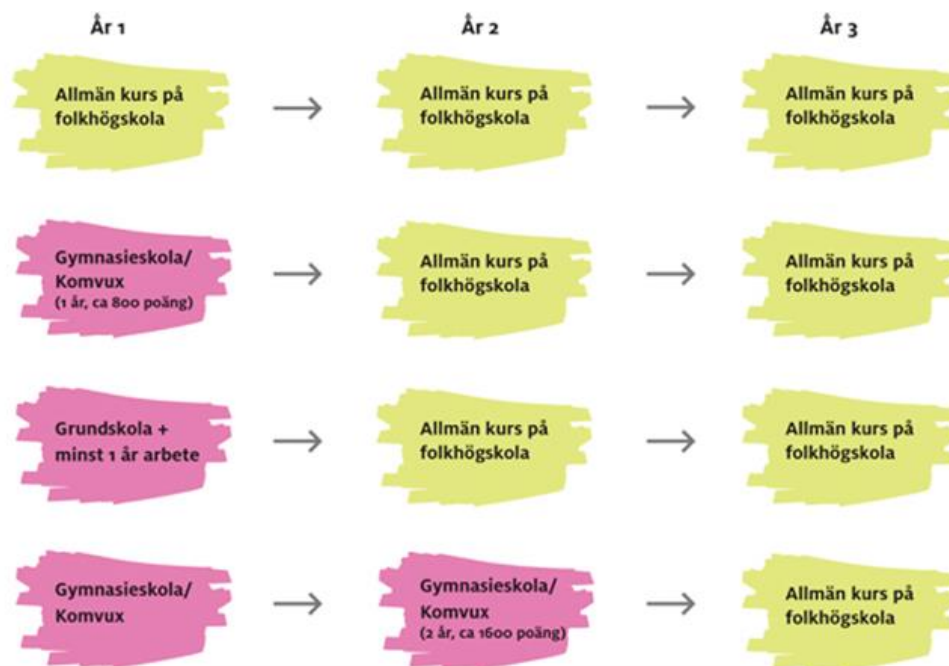 År 1
År 2
År 3
Allmän kurs på
folkhögskola
Allmän kurs på
folkhögskola
Allmän kurs på
folkhögskola
Gymnasieskola/
Komvux
(1 år, ca 800 poäng)
Allmän kurs på
folkhögskola
Allmän kurs på
folkhögskola
Grundskola +
minst 1 år arbete
Allmän kurs på
folkhögskola
Allmän kurs på
folkhögskola
Gymnasieskola/
Komvux
Gymnasieskola/
Komvux
(2 år, ca 1600 poäng)
Allmän kurs på
folkhögskola